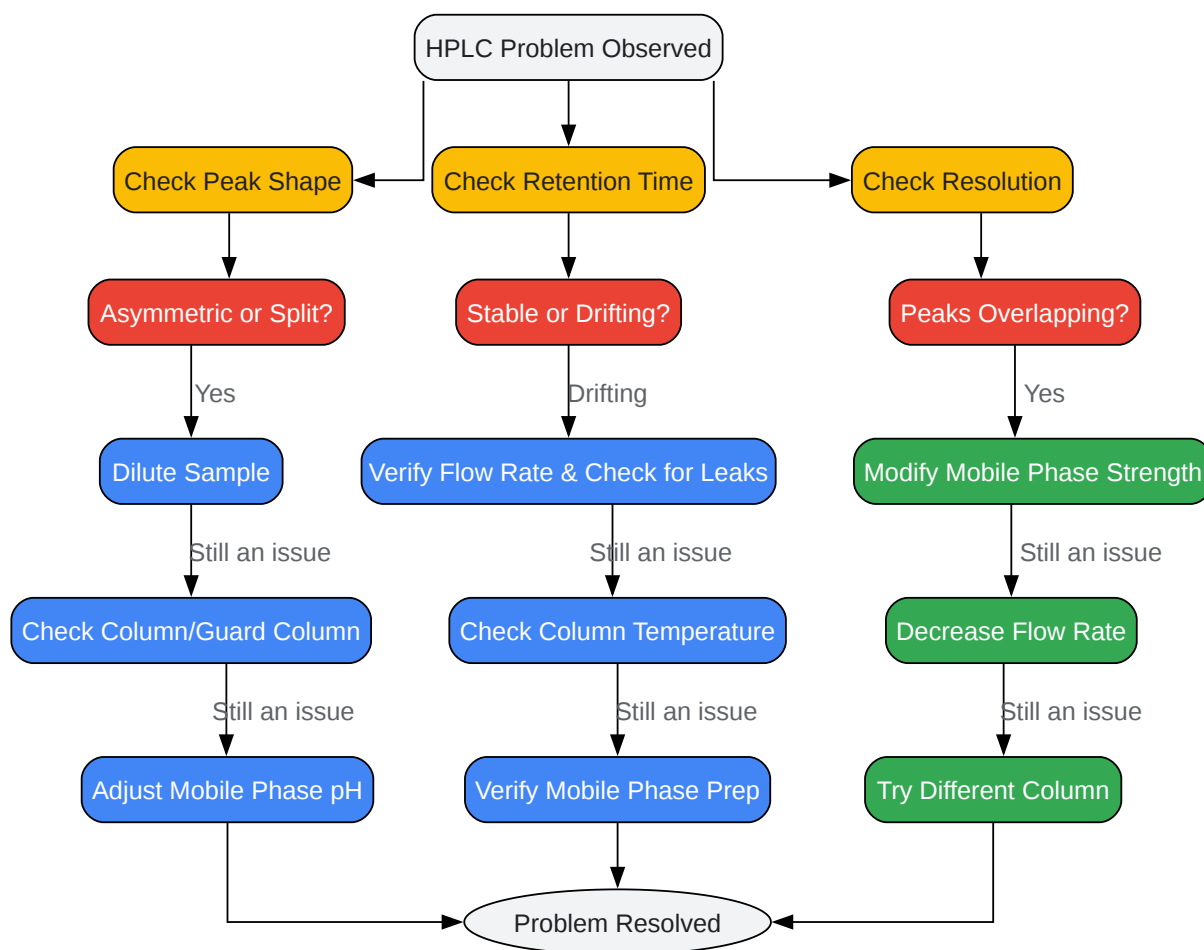 HPLC Problem Observed
Check Peak Shape
Check Retention Time
Check Resolution
Asymmetric or Split?
Stable or Drifting?
Peaks Overlapping?
Yes
Drifting
Yes
Dilute Sample
Verify Flow Rate & Check for Leaks
Modify Mobile Phase Strength
Still an issue
Still an issue
Still an issue
Check Column/Guard Column
Check Column Temperature
Decrease Flow Rate
Still an issue
Still an issue
Still an issue
Adjust Mobile Phase pH
Verify Mobile Phase Prep
Try Different Column
Problem Resolved